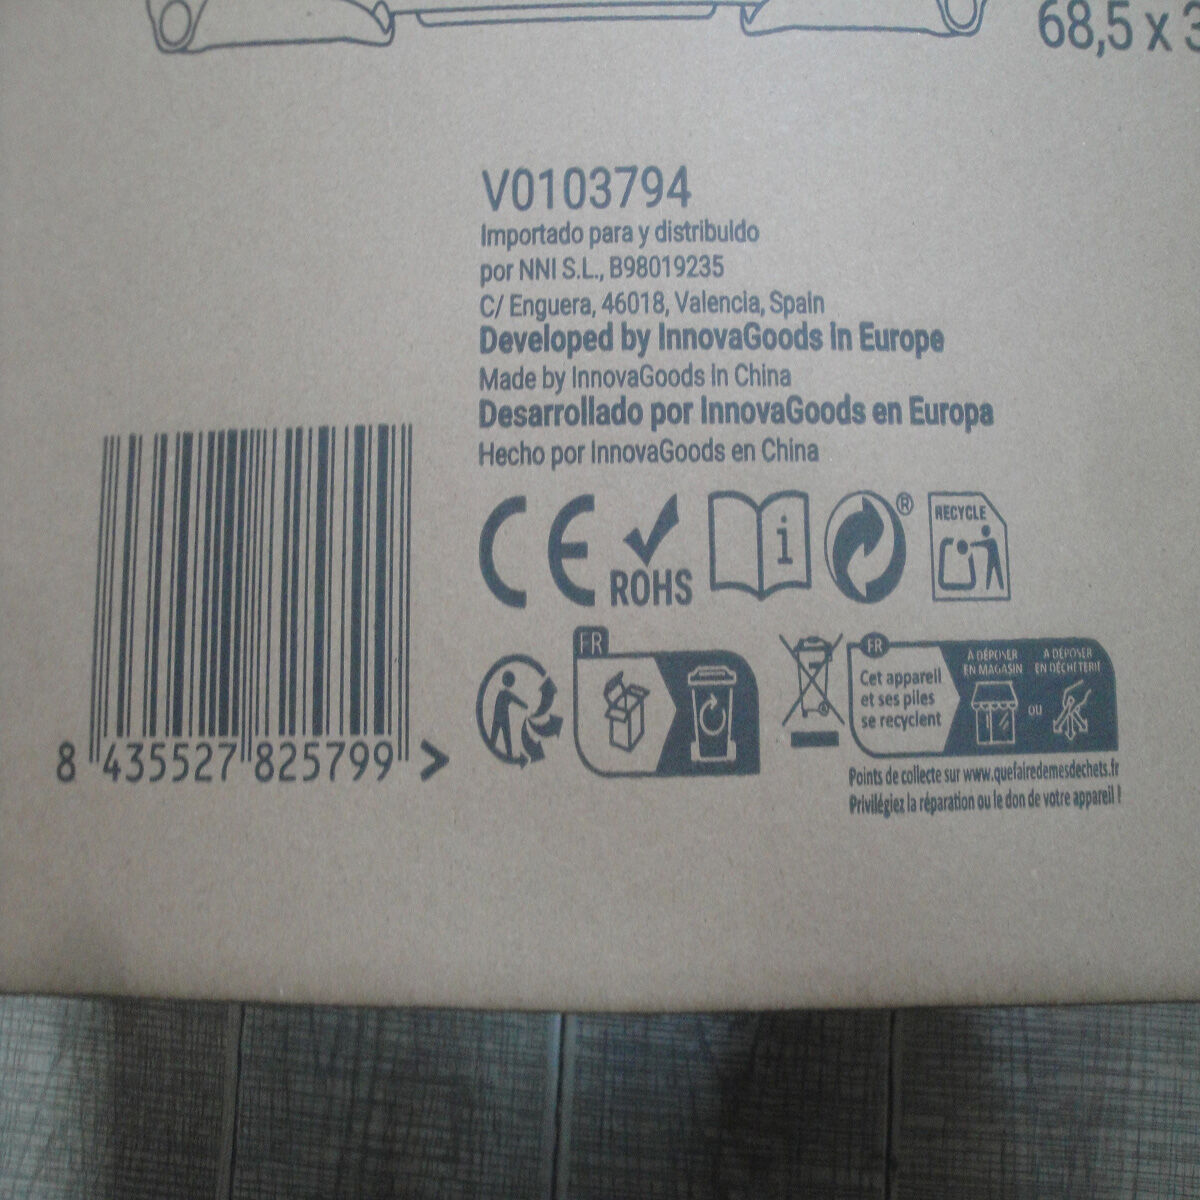 68,5 x 3
V0103794
Importado para y distribuido
por NNI S.L., B98019235
C/ Enguera, 46018, Valencia, Spain
Developed by InnovaGoods in Europe
Made by InnovaGoods in China
Desarrollado por InnovaGoods en Europa
Hecho por InnovaGoods en China
CE
ROHS
i
®
RECYCLE
FR
FR
Cet appareil
et ses piles
se recyclent
À DÉPOSER
EN MAGASIN
OU
À DÉPOSER
EN DÉCHÈTERIE
Points de collecte sur www.quefairedemesdechets.fr
Privilégiez la réparation ou le don de votre appareil !
8 435527 825799 >